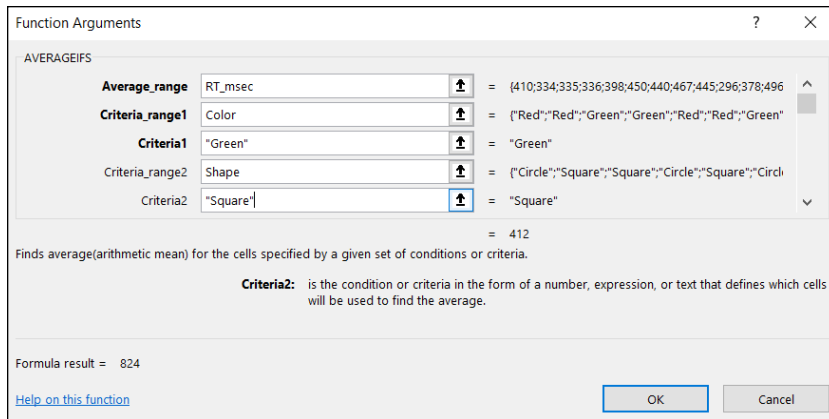 Function Arguments ? ×
AVERAGEIFS
Average_range RT_msec = {410;334;335;336;398;450;440;467;445;296;378;496
Criteria_range1 Color = {"Red";"Red";"Green";"Green";"Red";"Red";"Green"
Criteria1 "Green" = "Green"
Criteria_range2 Shape = {"Circle";"Square";"Square";"Circle";"Square";"Circl
Criteria2 "Square" = "Square"
= 412
Finds average(arithmetic mean) for the cells specified by a given set of conditions or criteria.
Criteria2: is the condition or criteria in the form of a number, expression, or text that defines which cells
will be used to find the average.
Formula result = 824
Help on this function OK Cancel